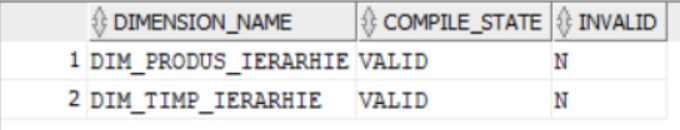 DIMENSION_NAME COMPILE_STATE INVALID
1 DIM_PRODUS_IERARHIE VALID N
2 DIM_TIMP_IERARHIE VALID N